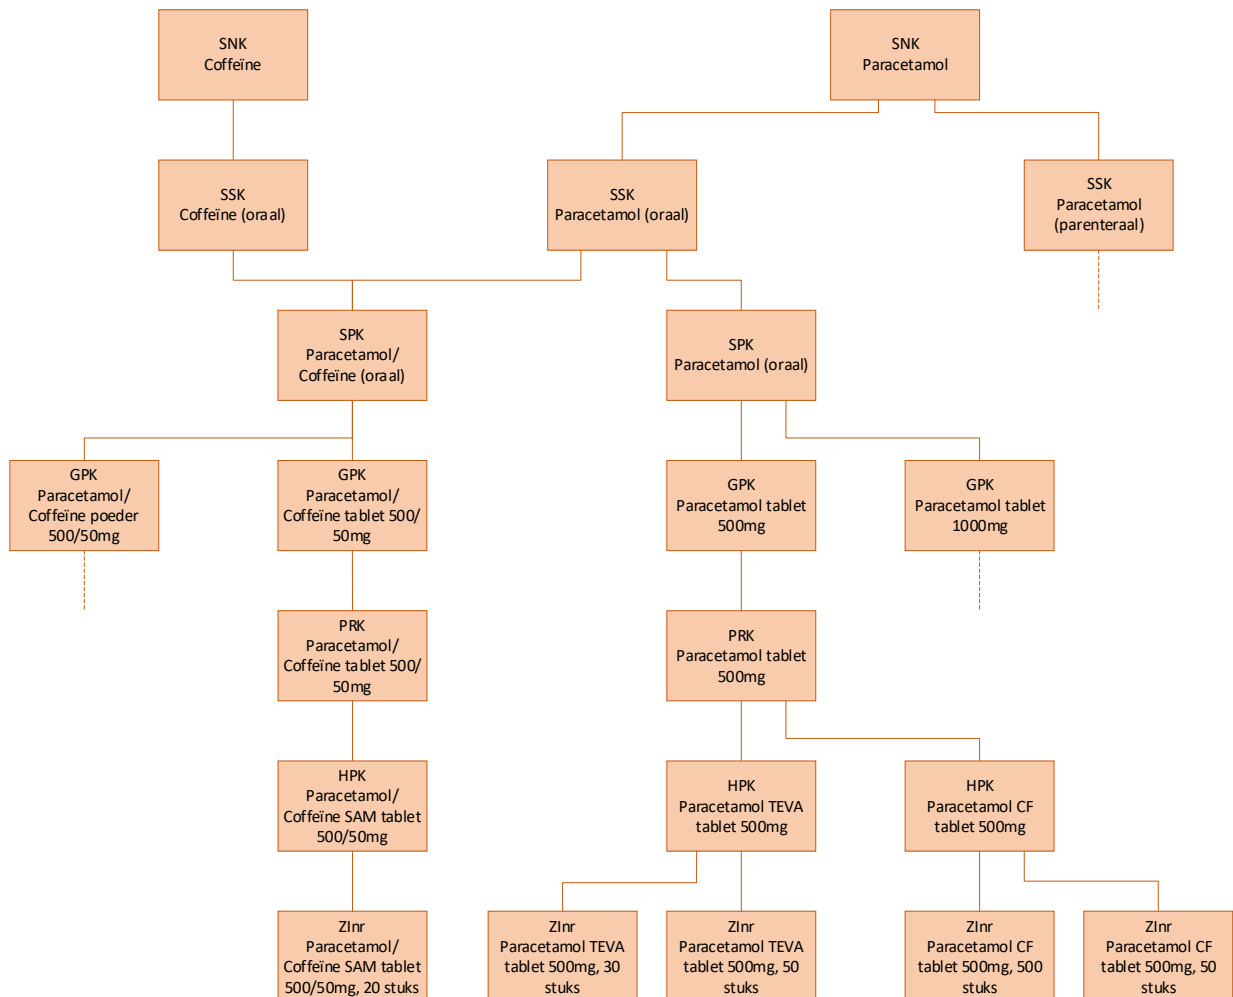 SNK
Coffeïne
SNK
Paracetamol
SSK
Coffeïne (oraal)
SSK
Paracetamol (oraal)
SSK
Paracetamol
(parenteraal)
SPK
Paracetamol/
Coffeïne (oraal)
SPK
Paracetamol (oraal)
GPK
Paracetamol/
Coffeïne poeder
500/50mg
GPK
Paracetamol/
Coffeïne tablet 500/
50mg
GPK
Paracetamol tablet
500mg
GPK
Paracetamol tablet
1000mg
PRK
Paracetamol/
Coffeïne tablet 500/
50mg
PRK
Paracetamol tablet
500mg
HPK
Paracetamol/
Coffeïne SAM tablet
500/50mg
HPK
Paracetamol TEVA
tablet 500mg
HPK
Paracetamol CF
tablet 500mg
ZInr
Paracetamol/
Coffeïne SAM tablet
500/50mg, 20 stuks
ZInr
Paracetamol TEVA
tablet 500mg, 30
stuks
ZInr
Paracetamol TEVA
tablet 500mg, 50
stuks
ZInr
Paracetamol CF
tablet 500mg, 500
stuks
ZInr
Paracetamol CF
tablet 500mg, 50
stuks